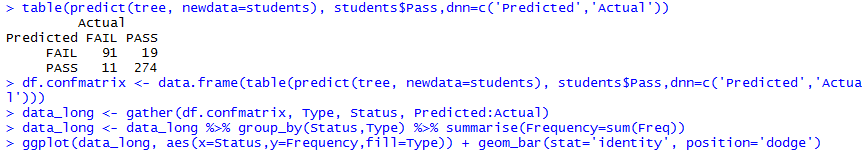 > table(predict(tree, newdata=students), students$Pass,dnn=c('Predicted','Actual'))
         Actual
Predicted FAIL PASS
     FAIL   91   19
     PASS   11  274
> df.confmatrix <- data.frame(table(predict(tree, newdata=students), students$Pass,dnn=c('Predicted','Actua
l')))
> data_long <- gather(df.confmatrix, Type, Status, Predicted:Actual)
> data_long <- data_long %>% group_by(Status,Type) %>% summarise(Frequency=sum(Freq))
> ggplot(data_long, aes(x=Status,y=Frequency,fill=Type)) + geom_bar(stat='identity', position='dodge')